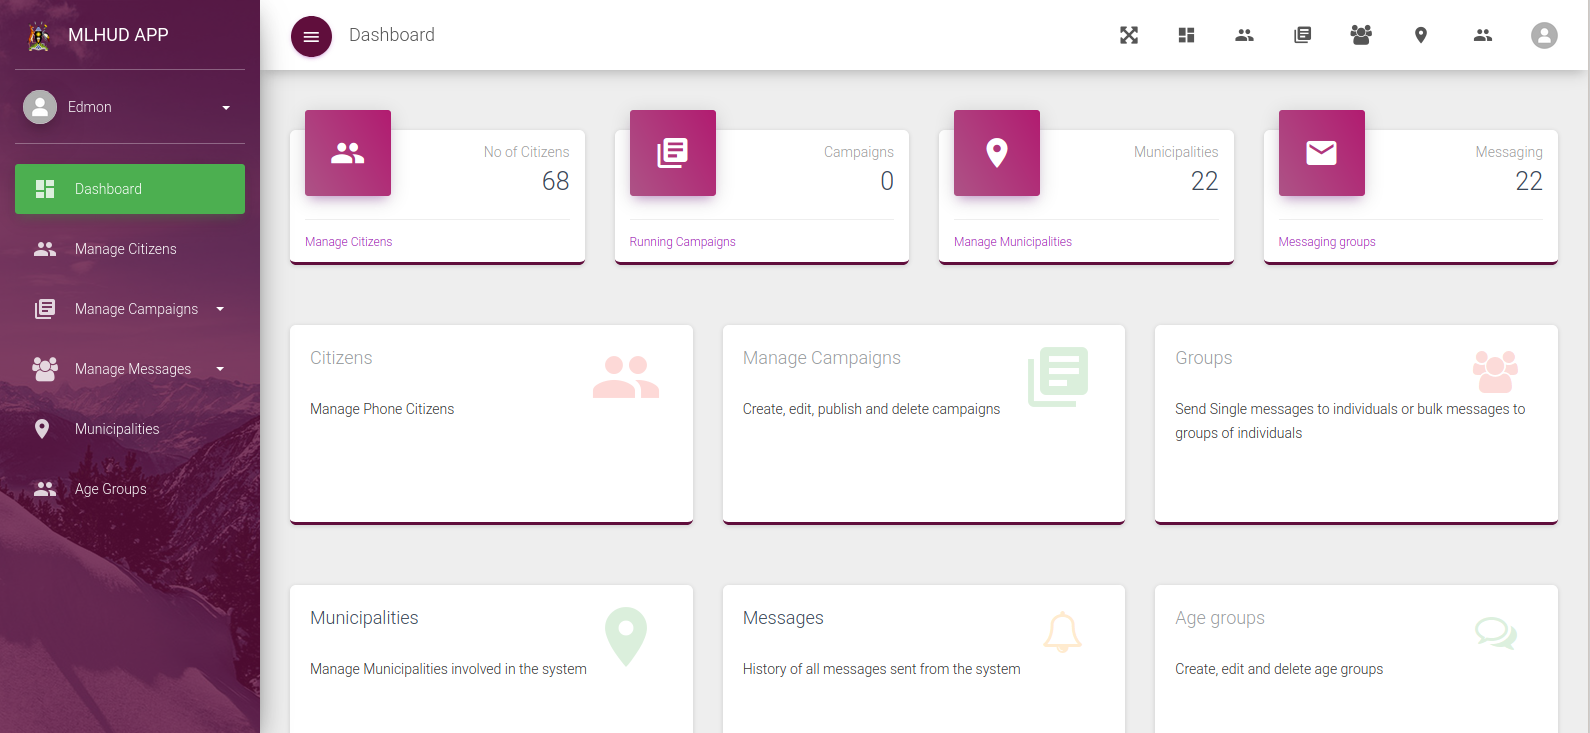 MLHUD APP
Dashboard
Edmon
Dashboard
Manage Citizens
Manage Campaigns
Manage Messages
Municipalities
Age Groups
No of Citizens
68
Manage Citizens
Campaigns
0
Running Campaigns
Municipalities
22
Manage Municipalities
Messaging
22
Messaging groups
Citizens
Manage Phone Citizens
Manage Campaigns
Create, edit, publish and delete campaigns
Groups
Send Single messages to individuals or bulk messages to
groups of individuals
Municipalities
Manage Municipalities involved in the system
Messages
History of all messages sent from the system
Age groups
Create, edit and delete age groups